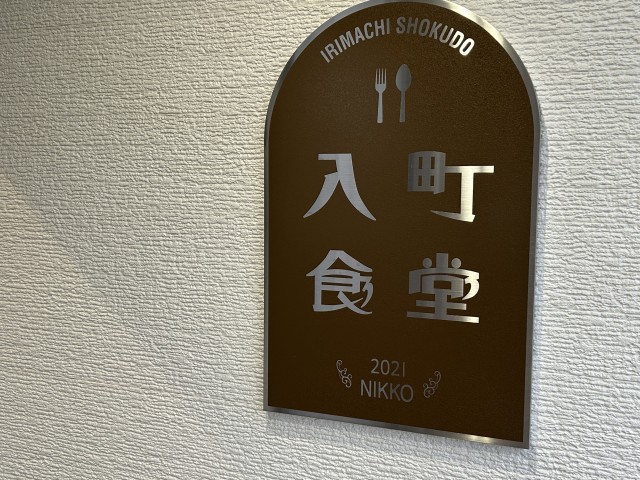 IRIMACHI SHOKUDO
入町
食堂
2021
NIKKO